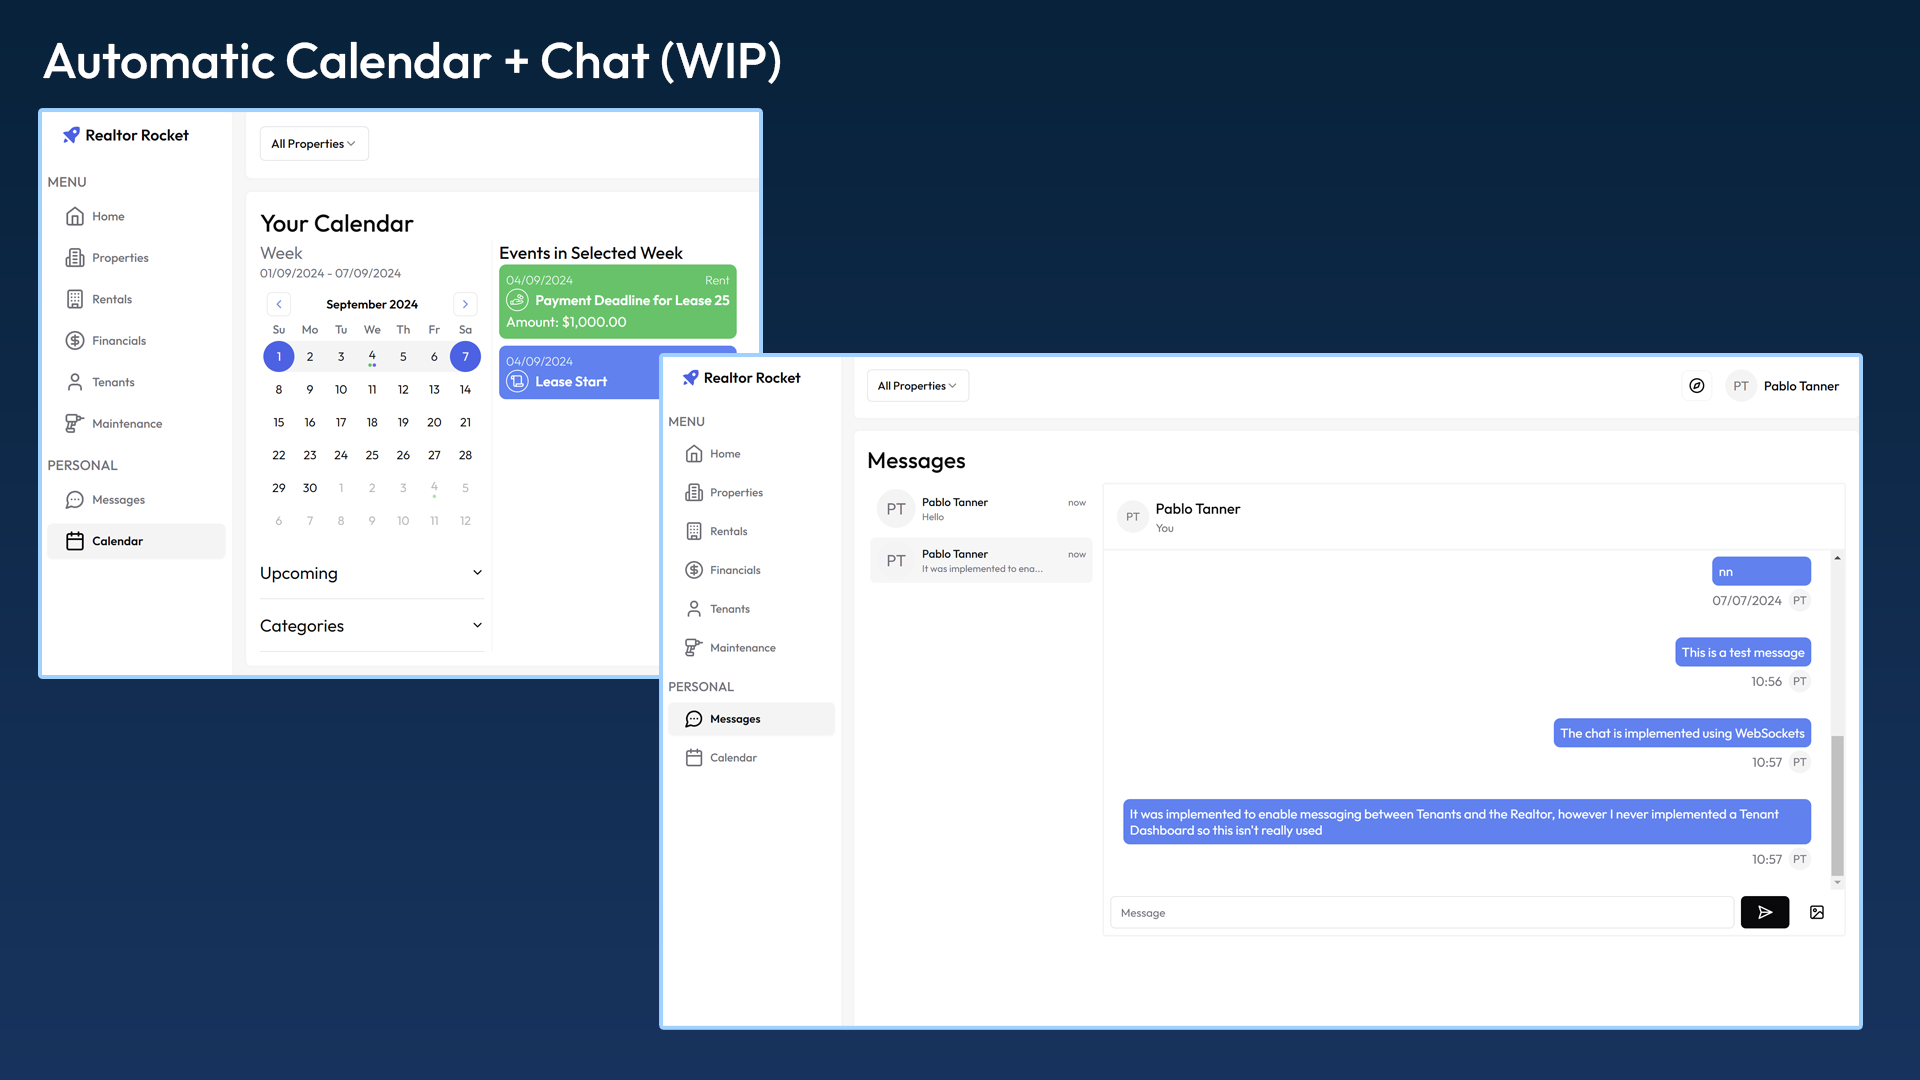 Automatic Calendar + Chat (WIP)
Realtor Rocket
MENU
Home
Properties
Rentals
Financials
Tenants
Maintenance
PERSONAL
Messages
Calendar
All Properties
Your Calendar
Week
01/09/2024 - 07/09/2024
September 2024
Su Mo Tu We Th Fr Sa
1 2 3 4 5 6 7
8 9 10 11 12 13 14
15 16 17 18 19 20 21
22 23 24 25 26 27 28
29 30 1 2 3 4 5
6 7 8 9 10 11 12
Upcoming
Categories
Events in Selected Week
04/09/2024 Rent
Payment Deadline for Lease 25
Amount: $1,000.00
04/09/2024
Lease Start
Realtor Rocket
MENU
Home
Properties
Rentals
Financials
Tenants
Maintenance
PERSONAL
Messages
Calendar
All Properties
PT Pablo Tanner
Messages
PT Pablo Tanner now
Hello
PT Pablo Tanner now
It was implemented to ena...
PT Pablo Tanner
You
nn
07/07/2024 PT
This is a test message
10:56 PT
The chat is implemented using WebSockets
10:57 PT
It was implemented to enable messaging between Tenants and the Realtor, however I never implemented a Tenant
Dashboard so this isn't really used
10:57 PT
Message